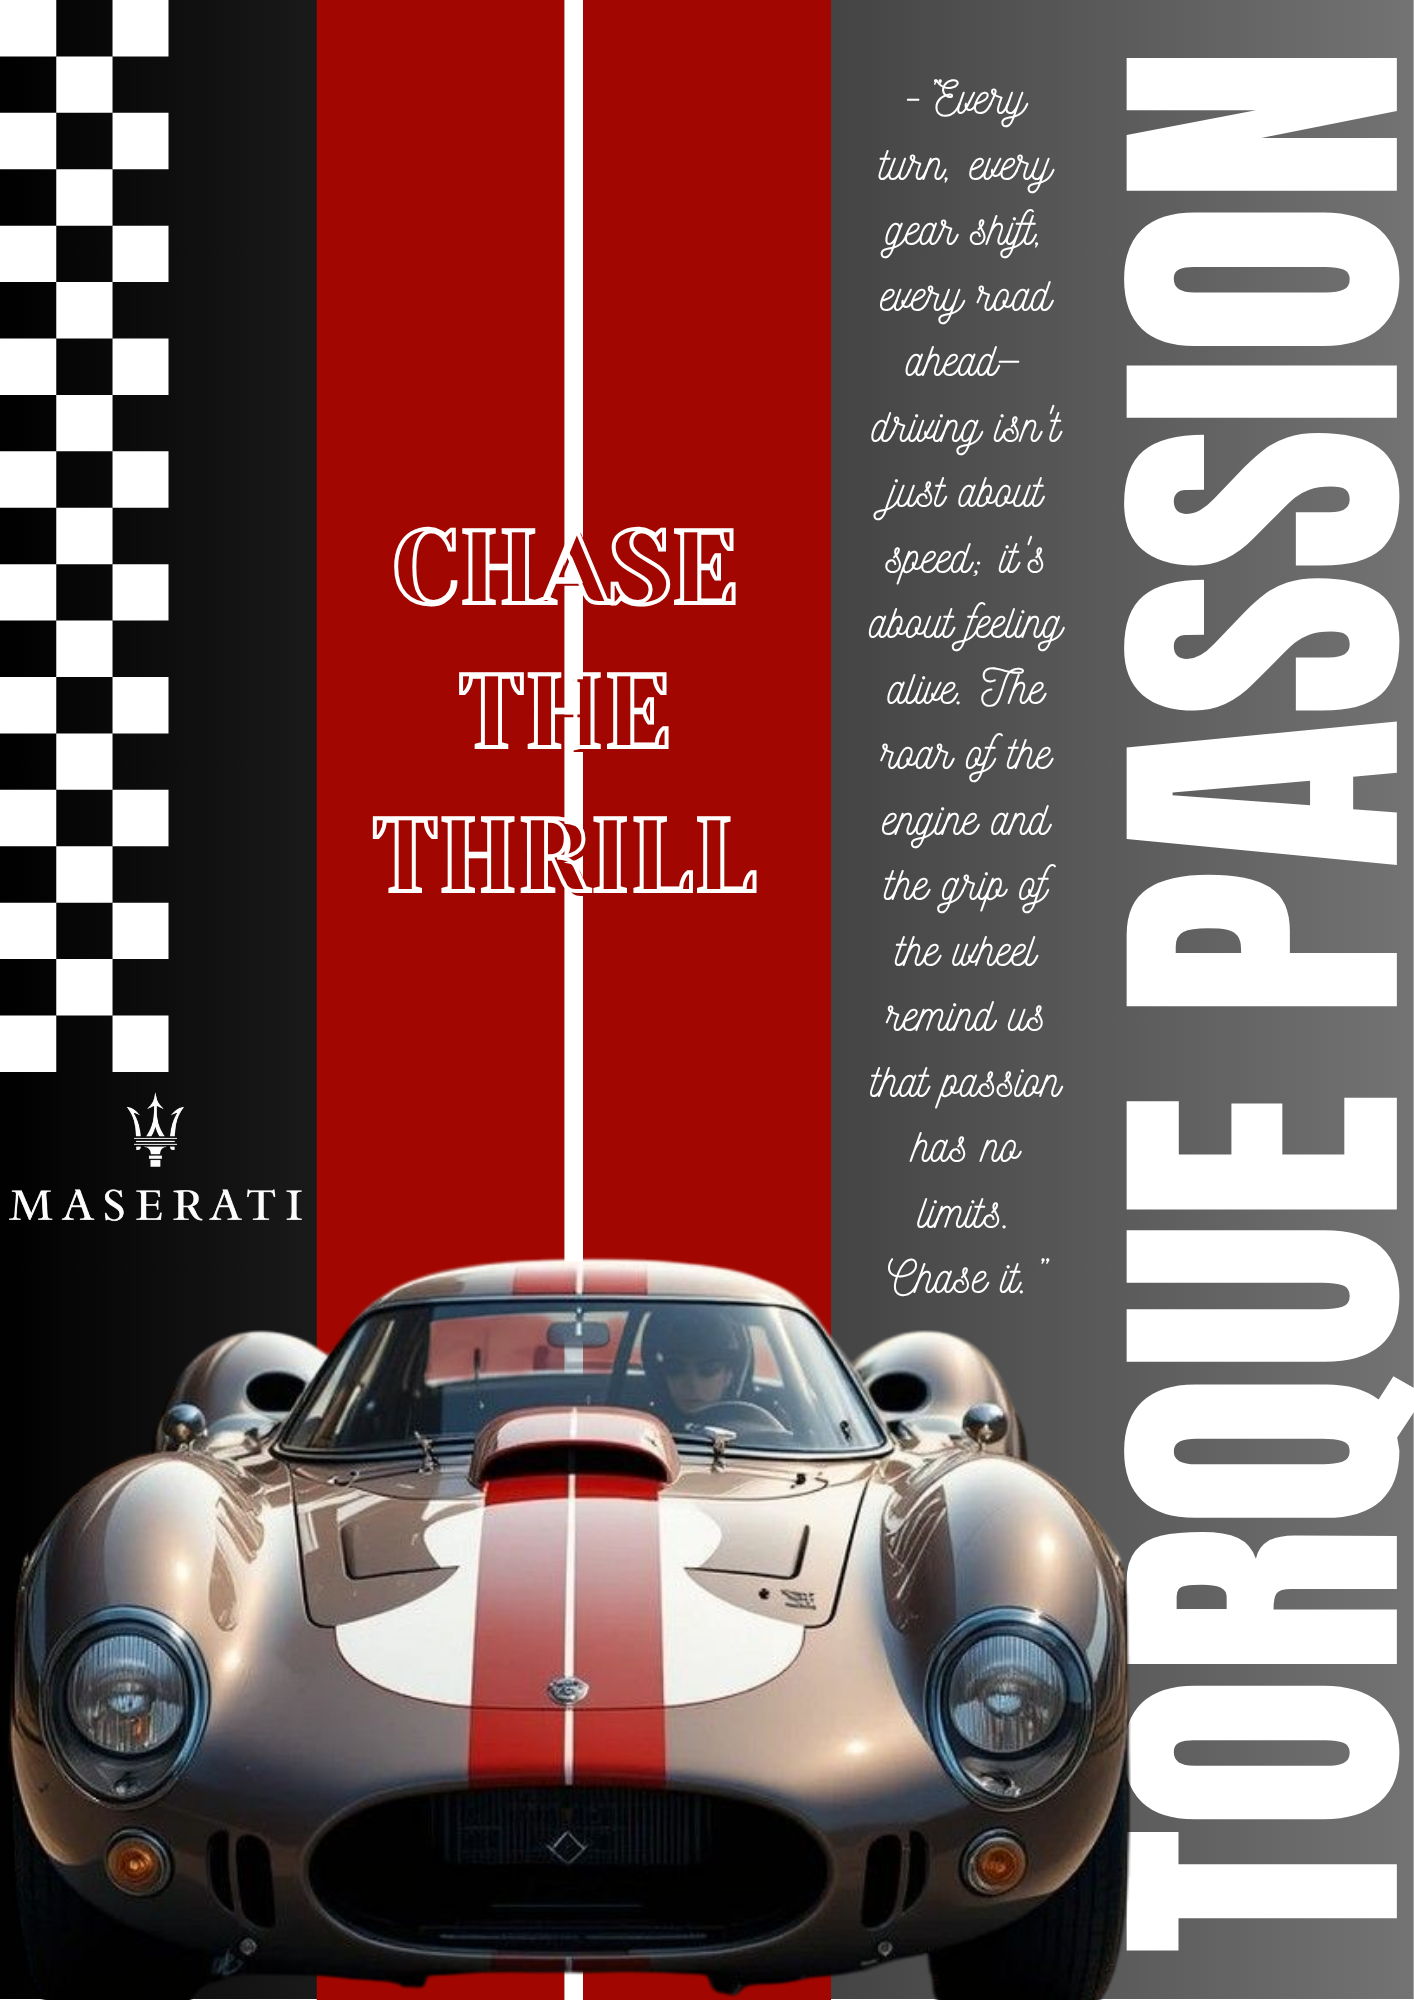 CHASE
THE
THRILL
MASERATI
- "Every
turn, every
gear shift,
every road
ahead—
driving isn't
just about
speed; it's
about feeling
alive. The
roar of the
engine and
the grip of
the wheel
remind us
that passion
has no
limits.
Chase it. "
TORQUE PASSION